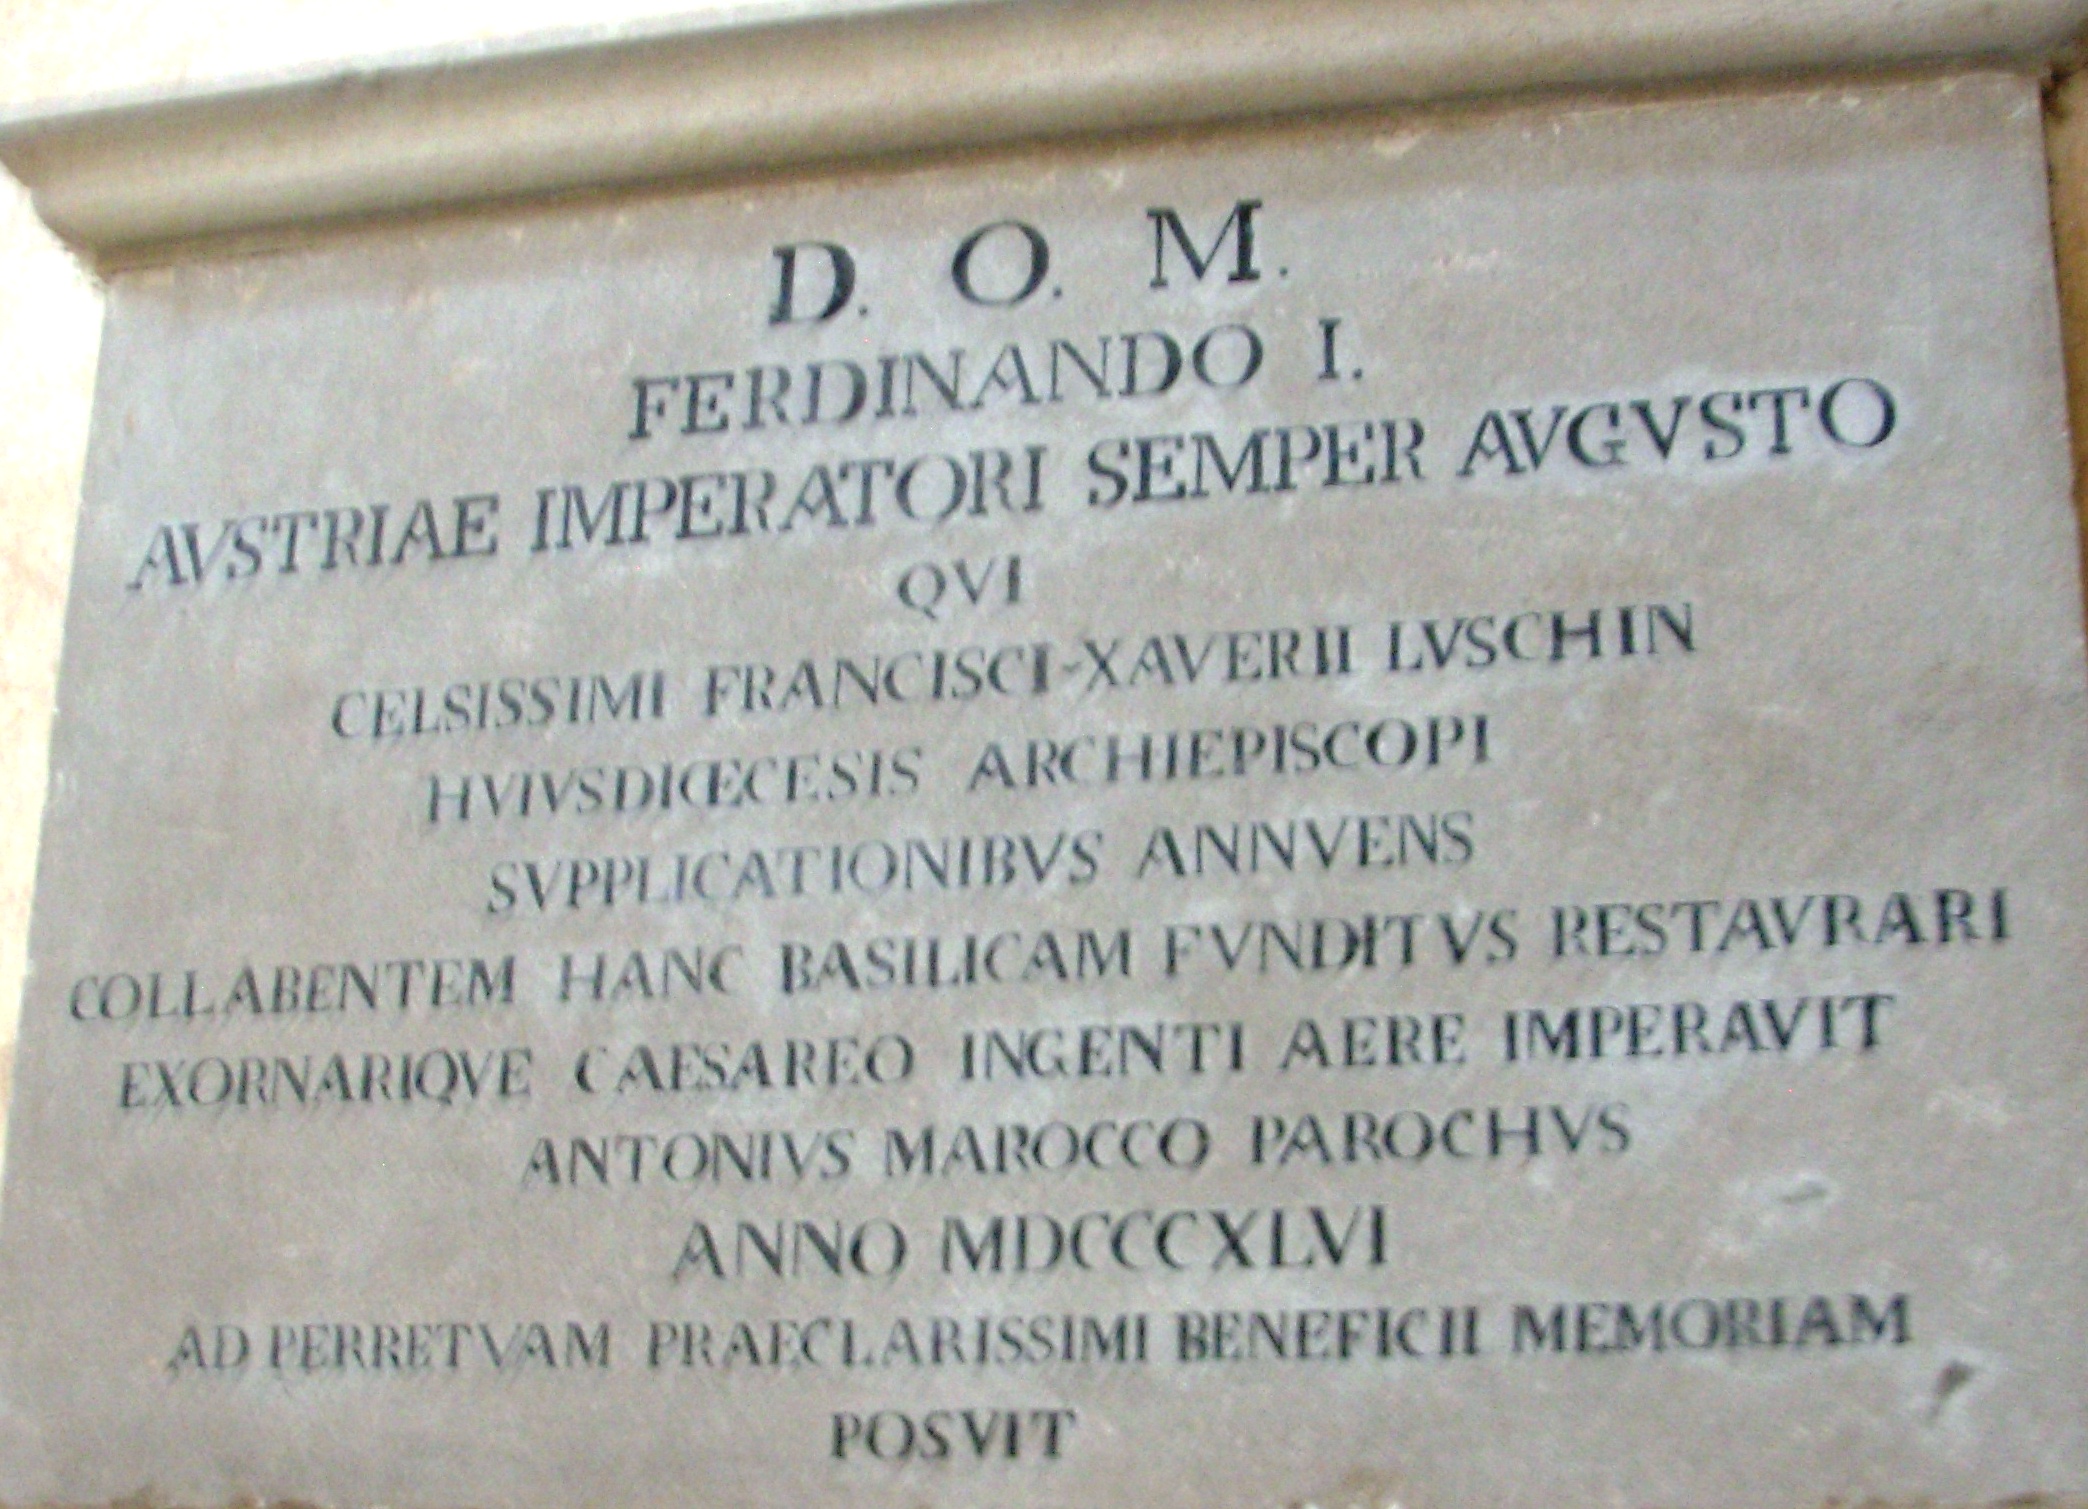 D. O. M.
FERDINANDO I.
AVSTRIAE IMPERATORI SEMPER AVGVSTO
QVI
CELSISSIMI FRANCISCI-XAVERII LVSCHIN
HVIVSDIŒCESIS ARCHIEPISCOPI
SVPPLICATIONIBVS ANNVENS
COLLABENTEM HANC BASILICAM FVNDITVS RESTAVRARI
EXORNARIQVE CAESAREO INGENTI AERE IMPERAVIT
ANTONIVS MAROCCO PAROCHVS
ANNO MDCCCXLVI
AD PERRETVAM PRAECLARISSIMI BENEFICII MEMORIAM
POSVIT